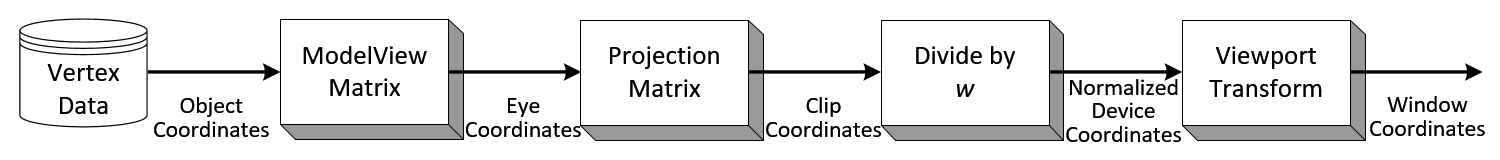 Vertex
Data
Object
Coordinates
ModelView
Matrix
Eye
Coordinates
Projection
Matrix
Clip
Coordinates
Divide by
w
Normalized
Device
Coordinates
Viewport
Transform
Window
Coordinates